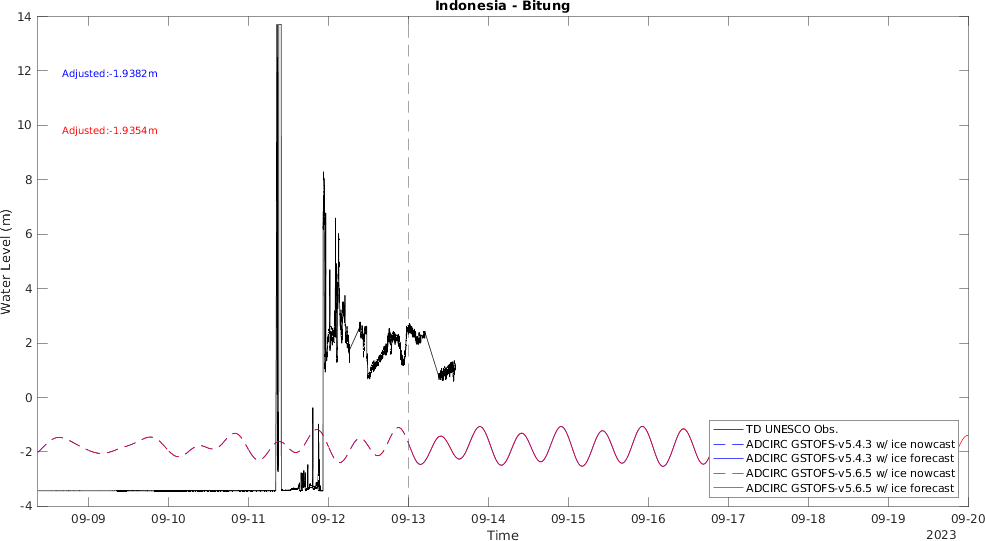 Indonesia - Bitung
14
12
10
8
6
4
2
0
-2
-4
Water Level (m)
Adjusted:-1.9382m
Adjusted:-1.9354m
TD UNESCO Obs.
ADCIRC GSTOFS-v5.4.3 w/ ice nowcast
ADCIRC GSTOFS-v5.4.3 w/ ice forecast
ADCIRC GSTOFS-v5.6.5 w/ ice nowcast
ADCIRC GSTOFS-v5.6.5 w/ ice forecast
09-09 09-10 09-11 09-12 09-13 09-14 09-15 09-16 09-17 09-18 09-19 09-20
Time
2023